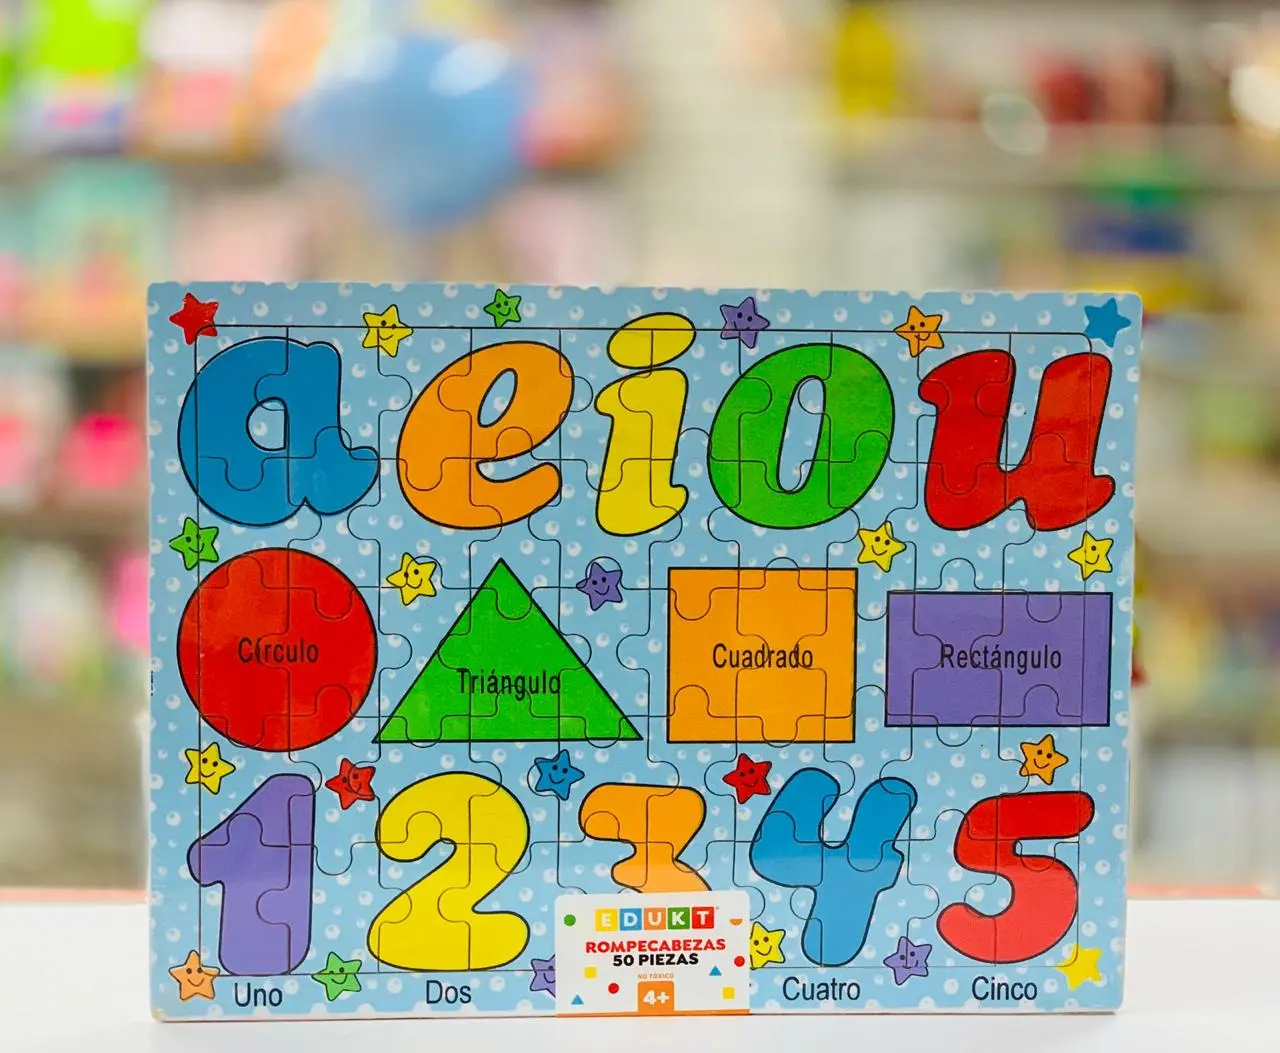 a e i o u
Círculo
Triángulo
Cuadrado
Rectángulo
1 2 3 4 5
EDUKT
ROMPECABEZAS
50 PIEZAS
NO TÓXICO
4+
Uno Dos Cuatro Cinco